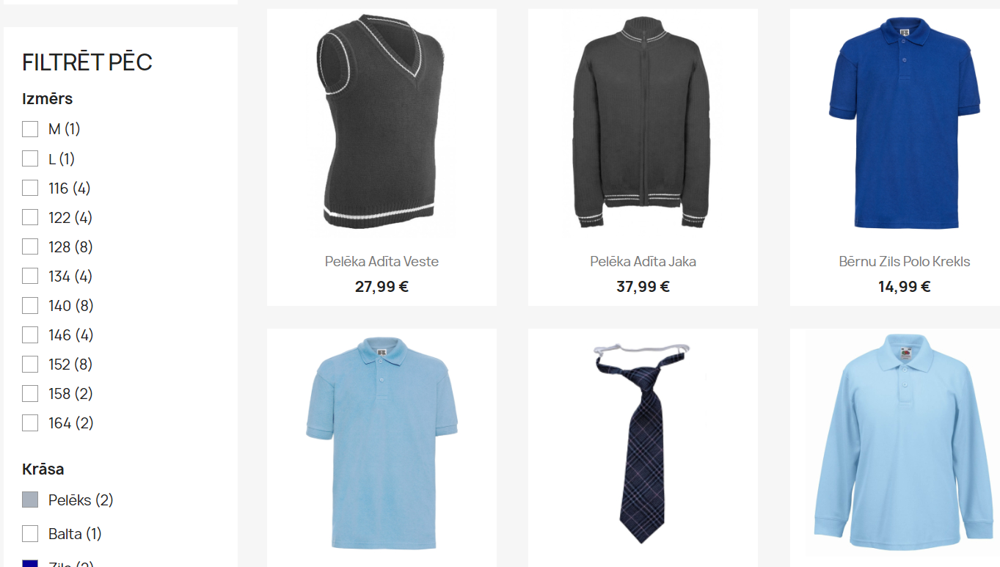 FILTRĒT PĒC
Izmērs
M (1)
L (1)
116 (4)
122 (4)
128 (8)
134 (4)
140 (8)
146 (4)
152 (8)
158 (2)
164 (2)
Krāsa
Pelēks (2)
Balta (1)
Pelēka Adīta Veste
27,99 €
Pelēka Adīta Jaka
37,99 €
Bērnu Zils Polo Krekls
14,99 €